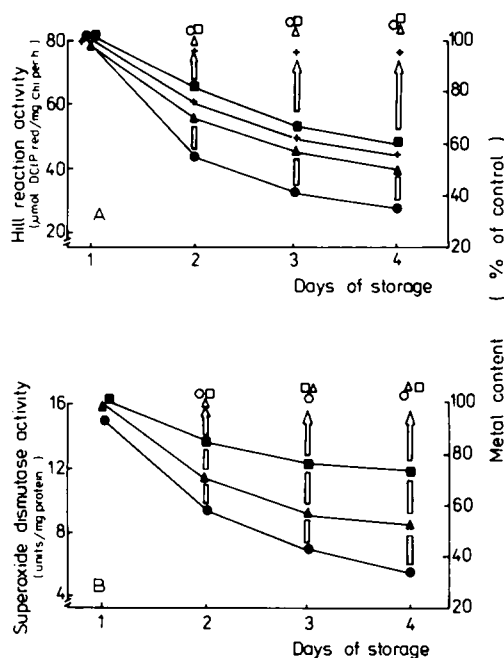 Hill reaction activity
(μmol DCIP red/mg chl per h)
80
60
40
20
A
100
80
60
40
20
1
2
3
4
Days of storage
Metal content ( % of control )
Superoxide dismutase activity
(units/mg protein)
16
12
8
4
B
100
80
60
40
20
1
2
3
4
Days of storage